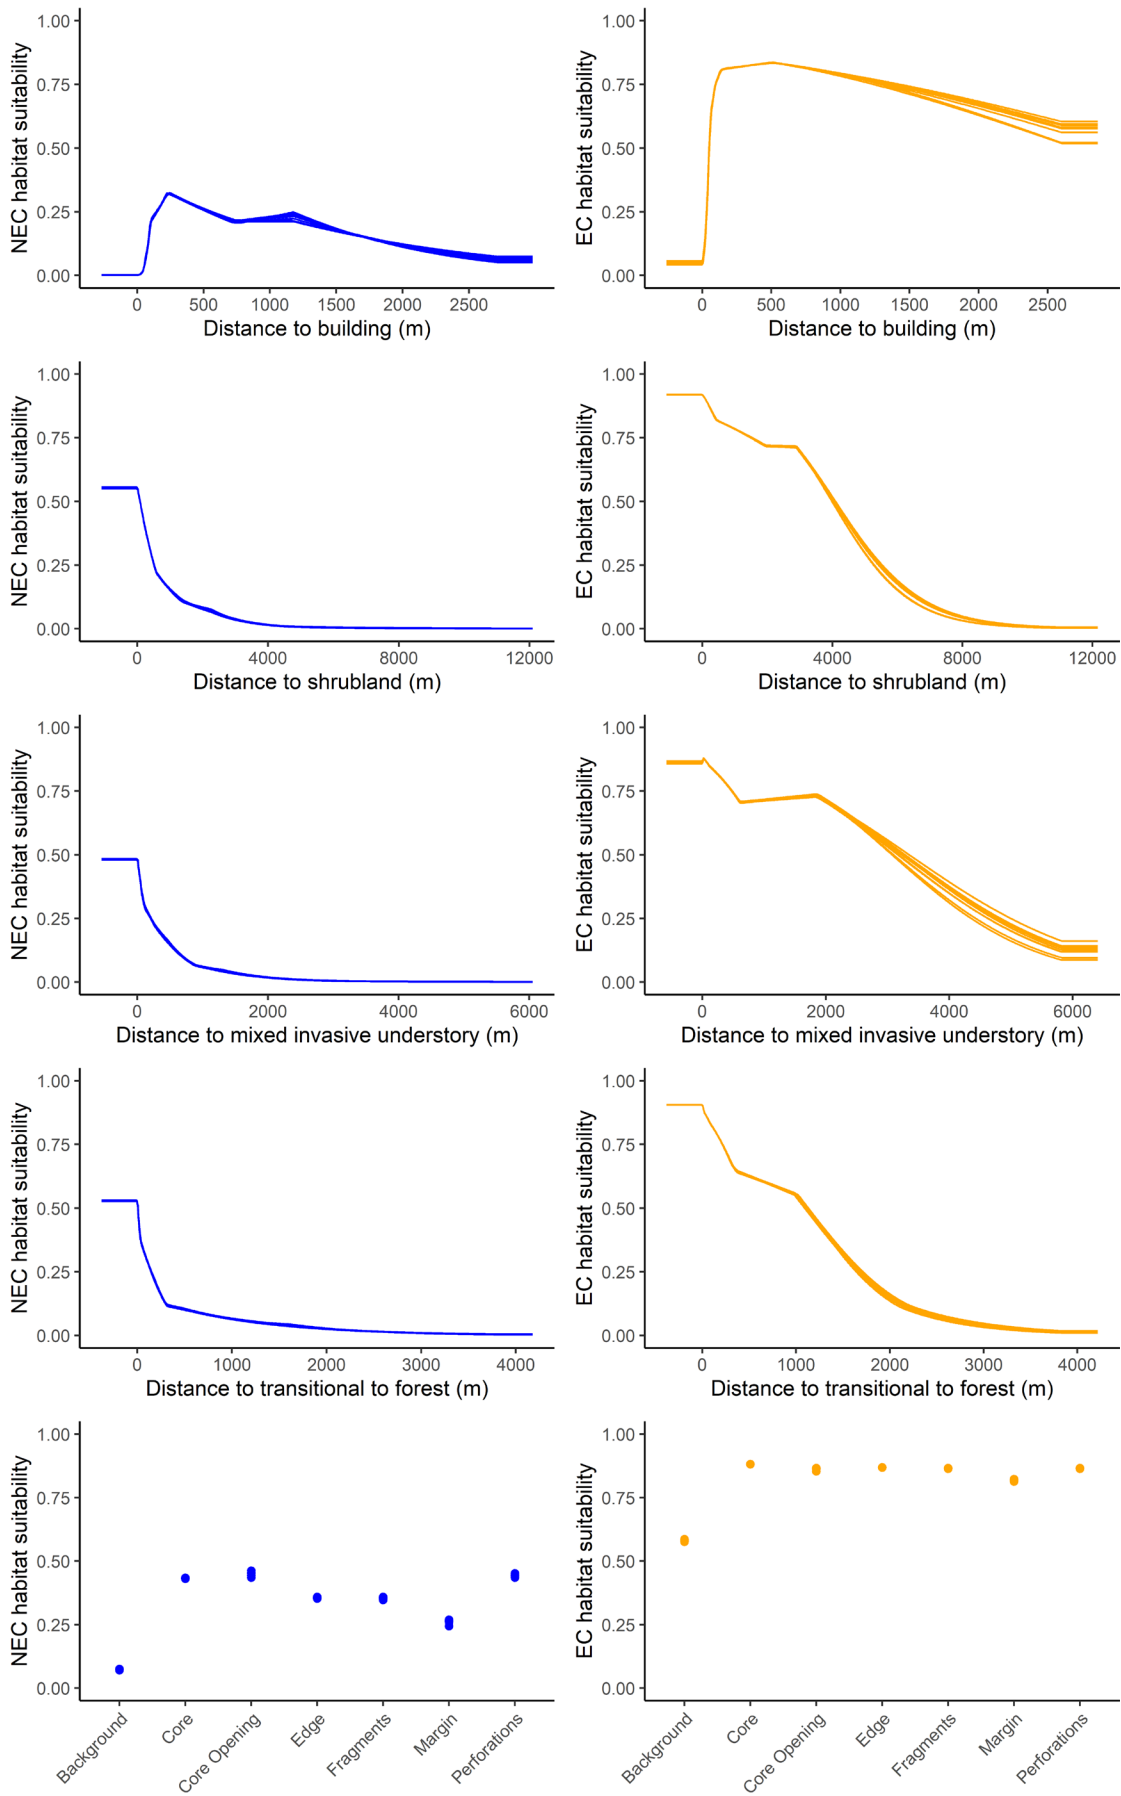 NEC habitat suitability
1.00
0.75
0.50
0.25
0.00
0 500 1000 1500 2000 2500
Distance to building (m)
EC habitat suitability
1.00
0.75
0.50
0.25
0.00
0 500 1000 1500 2000 2500
Distance to building (m)
NEC habitat suitability
1.00
0.75
0.50
0.25
0.00
0 4000 8000 12000
Distance to shrubland (m)
EC habitat suitability
1.00
0.75
0.50
0.25
0.00
0 4000 8000 12000
Distance to shrubland (m)
NEC habitat suitability
1.00
0.75
0.50
0.25
0.00
0 2000 4000 6000
Distance to mixed invasive understory (m)
EC habitat suitability
1.00
0.75
0.50
0.25
0.00
0 2000 4000 6000
Distance to mixed invasive understory (m)
NEC habitat suitability
1.00
0.75
0.50
0.25
0.00
0 1000 2000 3000 4000
Distance to transitional to forest (m)
EC habitat suitability
1.00
0.75
0.50
0.25
0.00
0 1000 2000 3000 4000
Distance to transitional to forest (m)
NEC habitat suitability
1.00
0.75
0.50
0.25
0.00
Background
Core
Core Opening
Edge
Fragments
Margin
Perforations
EC habitat suitability
1.00
0.75
0.50
0.25
0.00
Background
Core
Core Opening
Edge
Fragments
Margin
Perforations